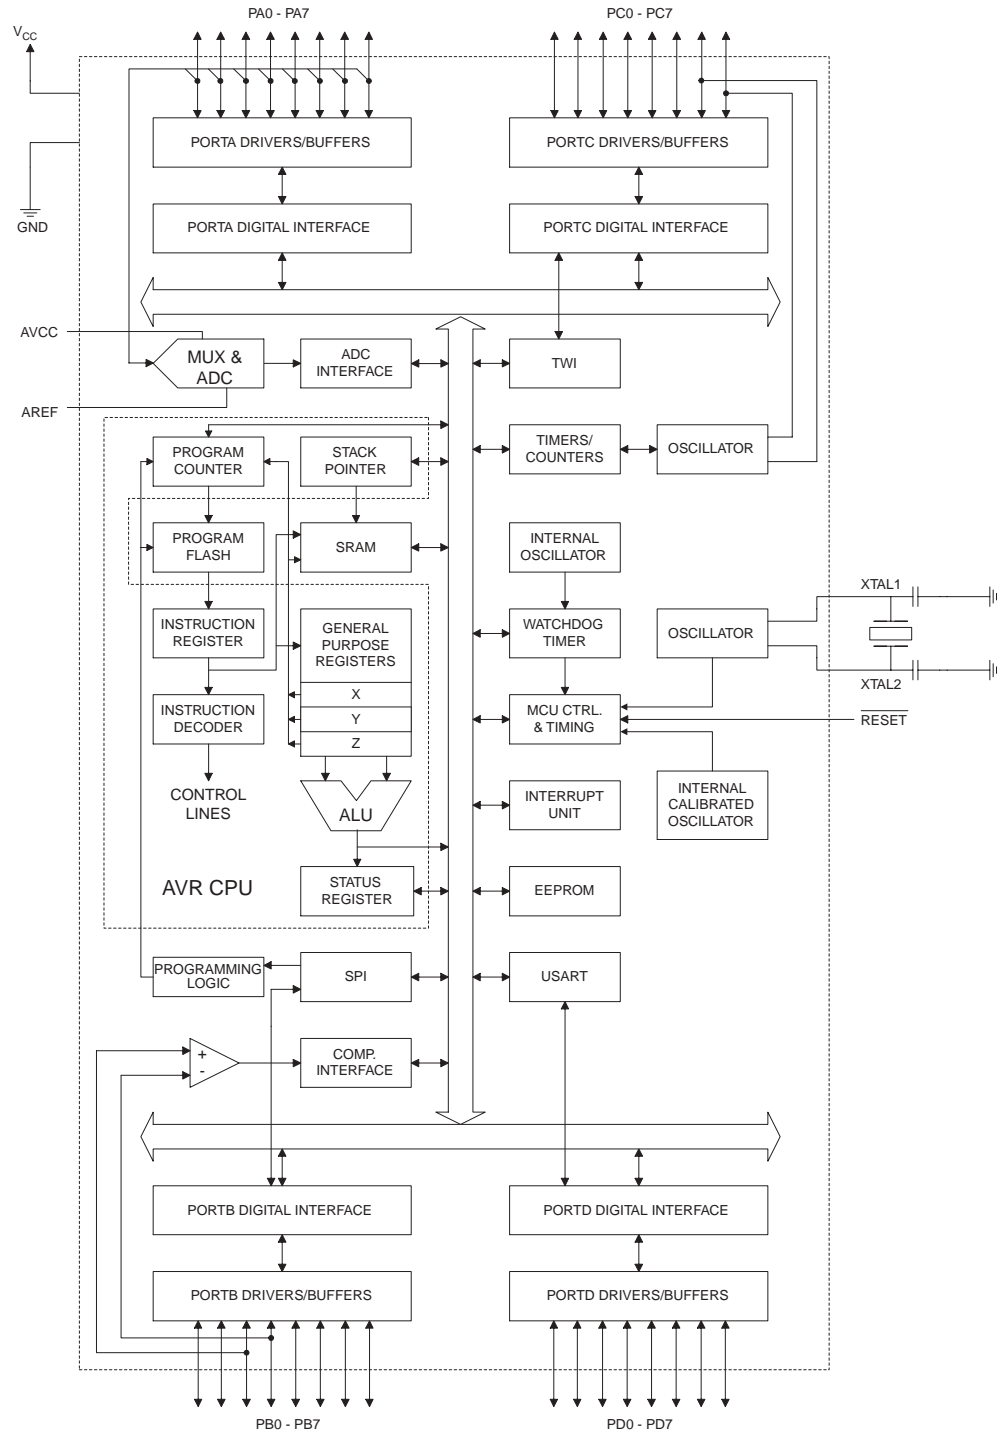 PA0 - PA7
PC0 - PC7
VCC
PORTA DRIVERS/BUFFERS
PORTC DRIVERS/BUFFERS
PORTA DIGITAL INTERFACE
PORTC DIGITAL INTERFACE
GND
AVCC
MUX &
ADC
ADC
INTERFACE
TWI
AREF
PROGRAM
COUNTER
STACK
POINTER
TIMERS/
COUNTERS
OSCILLATOR
PROGRAM
FLASH
SRAM
INTERNAL
OSCILLATOR
XTAL1
INSTRUCTION
REGISTER
GENERAL
PURPOSE
REGISTERS
WATCHDOG
TIMER
OSCILLATOR
XTAL2
X
INSTRUCTION
DECODER
Y
MCU CTRL.
& TIMING
RESET
Z
CONTROL
LINES
ALU
INTERRUPT
UNIT
INTERNAL
CALIBRATED
OSCILLATOR
AVR CPU
STATUS
REGISTER
EEPROM
PROGRAMMING
LOGIC
SPI
USART
+
-
COMP.
INTERFACE
PORTB DIGITAL INTERFACE
PORTD DIGITAL INTERFACE
PORTB DRIVERS/BUFFERS
PORTD DRIVERS/BUFFERS
PB0 - PB7
PD0 - PD7